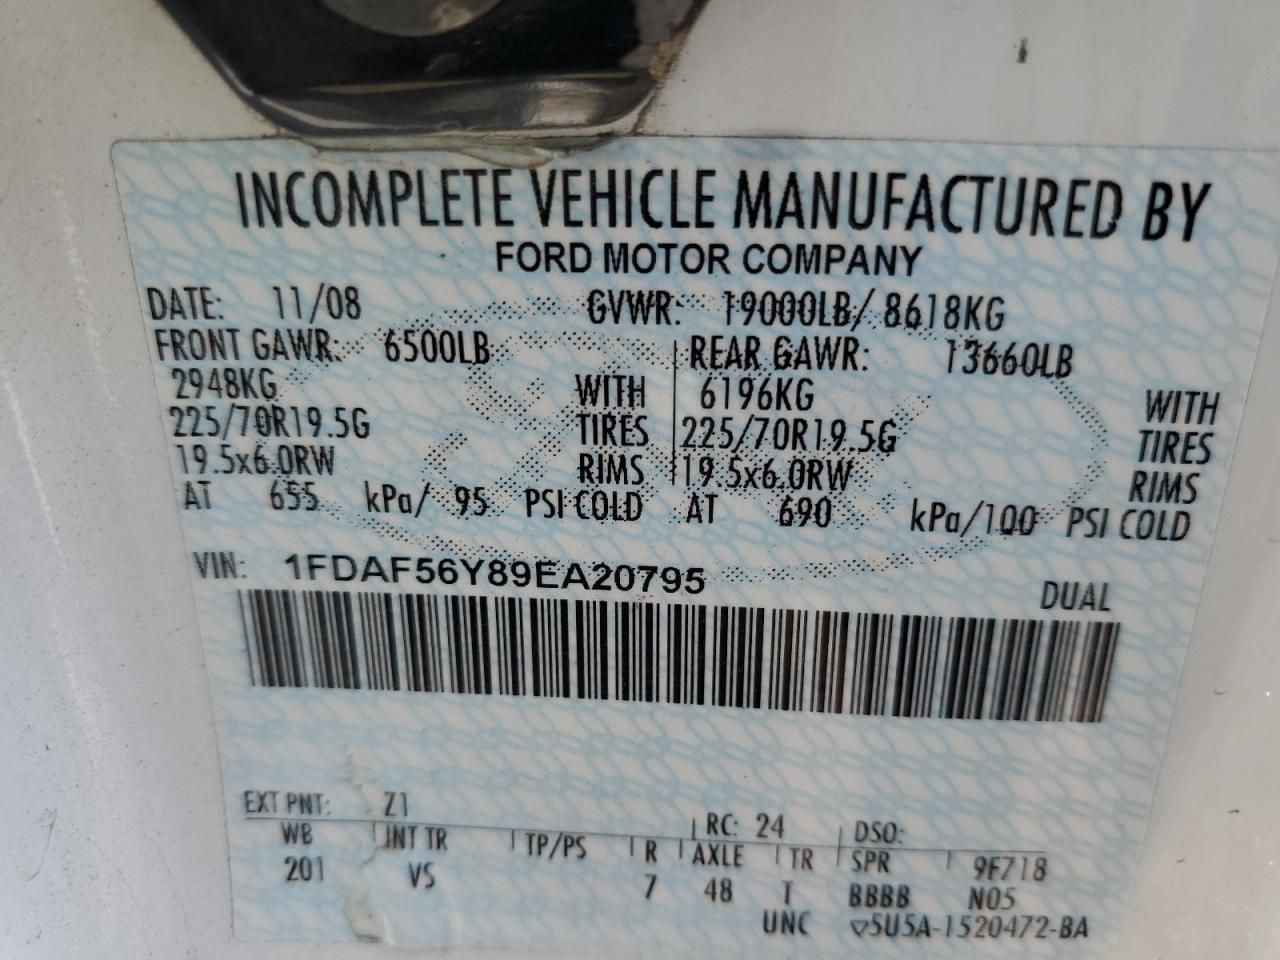 INCOMPLETE VEHICLE MANUFACTURED BY
FORD MOTOR COMPANY
DATE: 11/08 GVWR: 19000LB/ 8618KG
FRONT GAWR: 6500LB REAR GAWR: 13660LB
2948KG WITH 6196KG WITH
225/70R19.5G TIRES 225/70R19.5G TIRES
19.5x6.0RW RIMS 19.5x6.0RW RIMS
AT 655 kPa/ 95 PSI COLD AT 690 kPa/100 PSI COLD
VIN: 1FDAF56Y89EA20795
DUAL
EXT PNT: Z1 RC: 24 DSO:
WB INT TR TP/PS R AXLE TR SPR 9F718
201 VS 7 48 T BBBB N05
UNC ▽5U5A-1520472-BA